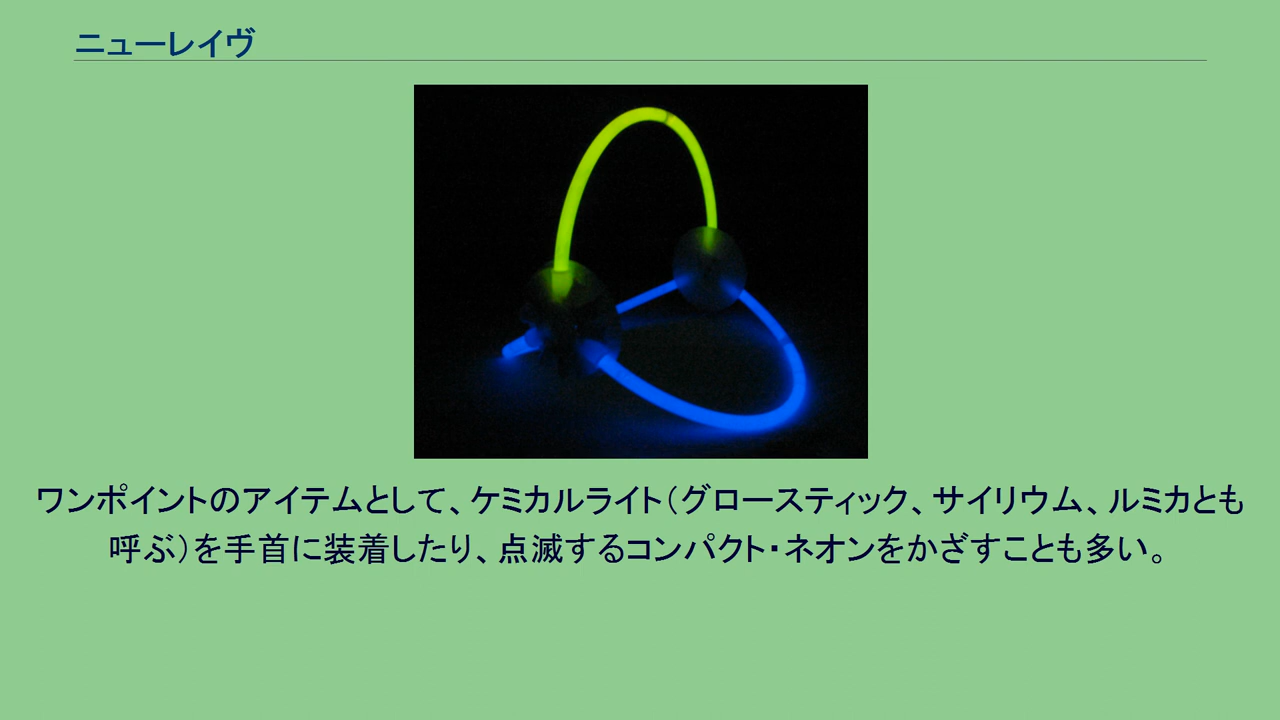 ニューレイヴ
ワンポイントのアイテムとして、ケミカルライト（グロースティック、サイリウム、ルミカとも
呼ぶ）を手首に装着したり、点滅するコンパクト・ネオンをかざすことも多い。